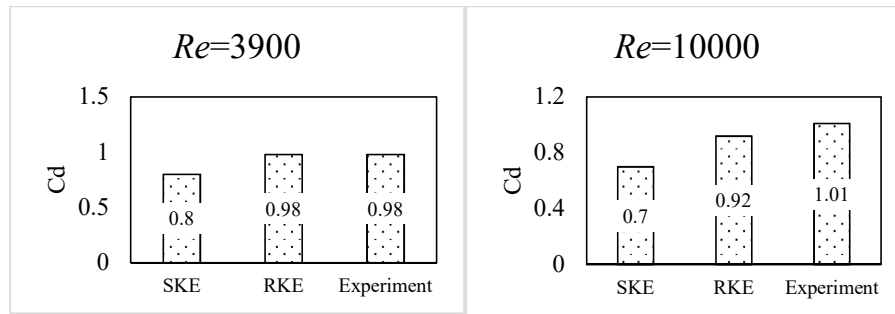 Re=3900
1.5
1
0.5
0
Cd
0.8
0.98
0.98
SKE
RKE
Experiment
Re=10000
1.2
0.8
0.4
0
Cd
0.7
0.92
1.01
SKE
RKE
Experiment